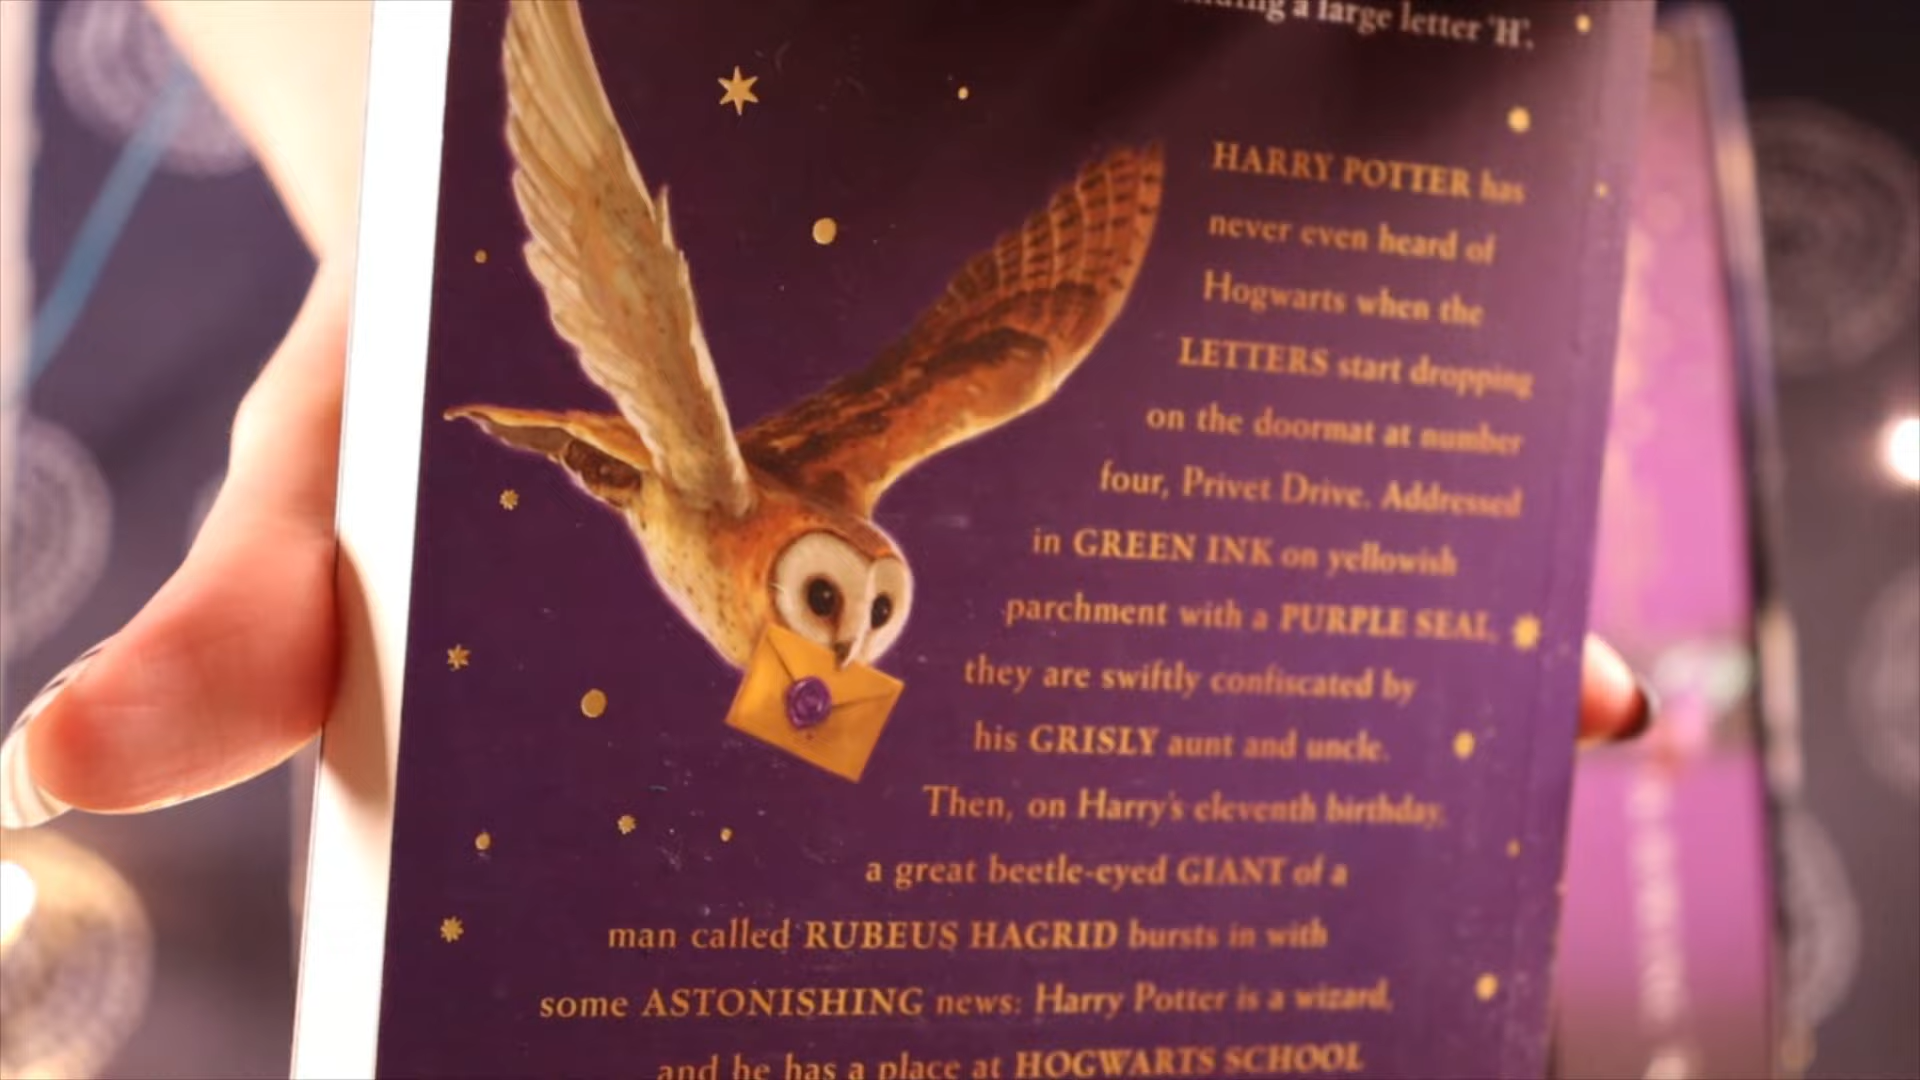 a large letter 'H'.
HARRY POTTER has
never even heard of
Hogwarts when the
LETTERS start dropping
on the doormat at number
four, Privet Drive. Addressed
in GREEN INK on yellowish
parchment with a PURPLE SEAL,
they are swiftly confiscated by
his GRISLY aunt and uncle.
Then, on Harry's eleventh birthday,
a great beetle-eyed GIANT of a
man called RUBEUS HAGRID bursts in with
some ASTONISHING news: Harry Potter is a wizard,
and he has a place at HOGWARTS SCHOOL